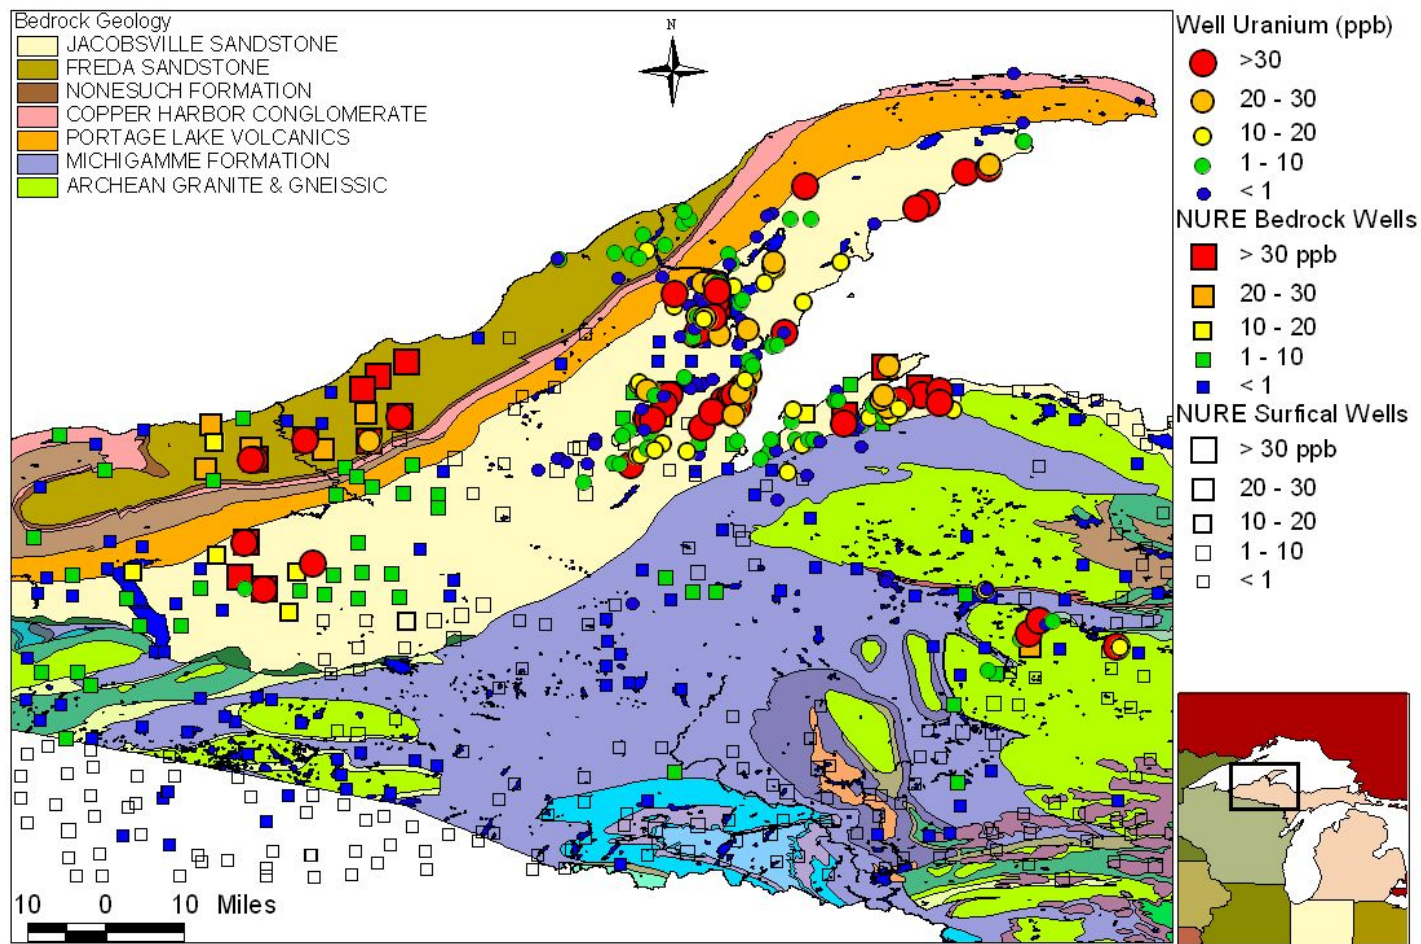 Bedrock Geology
JACOBSVILLE SANDSTONE
FREDA SANDSTONE
NONESUCH FORMATION
COPPER HARBOR CONGLOMERATE
PORTAGE LAKE VOLCANICS
MICHIGAMME FORMATION
ARCHEAN GRANITE & GNEISSIC
N
10 0 10 Miles
Well Uranium (ppb)
>30
20 - 30
10 - 20
1 - 10
< 1
NURE Bedrock Wells
> 30 ppb
20 - 30
10 - 20
1 - 10
< 1
NURE Surfical Wells
> 30 ppb
20 - 30
10 - 20
1 - 10
< 1